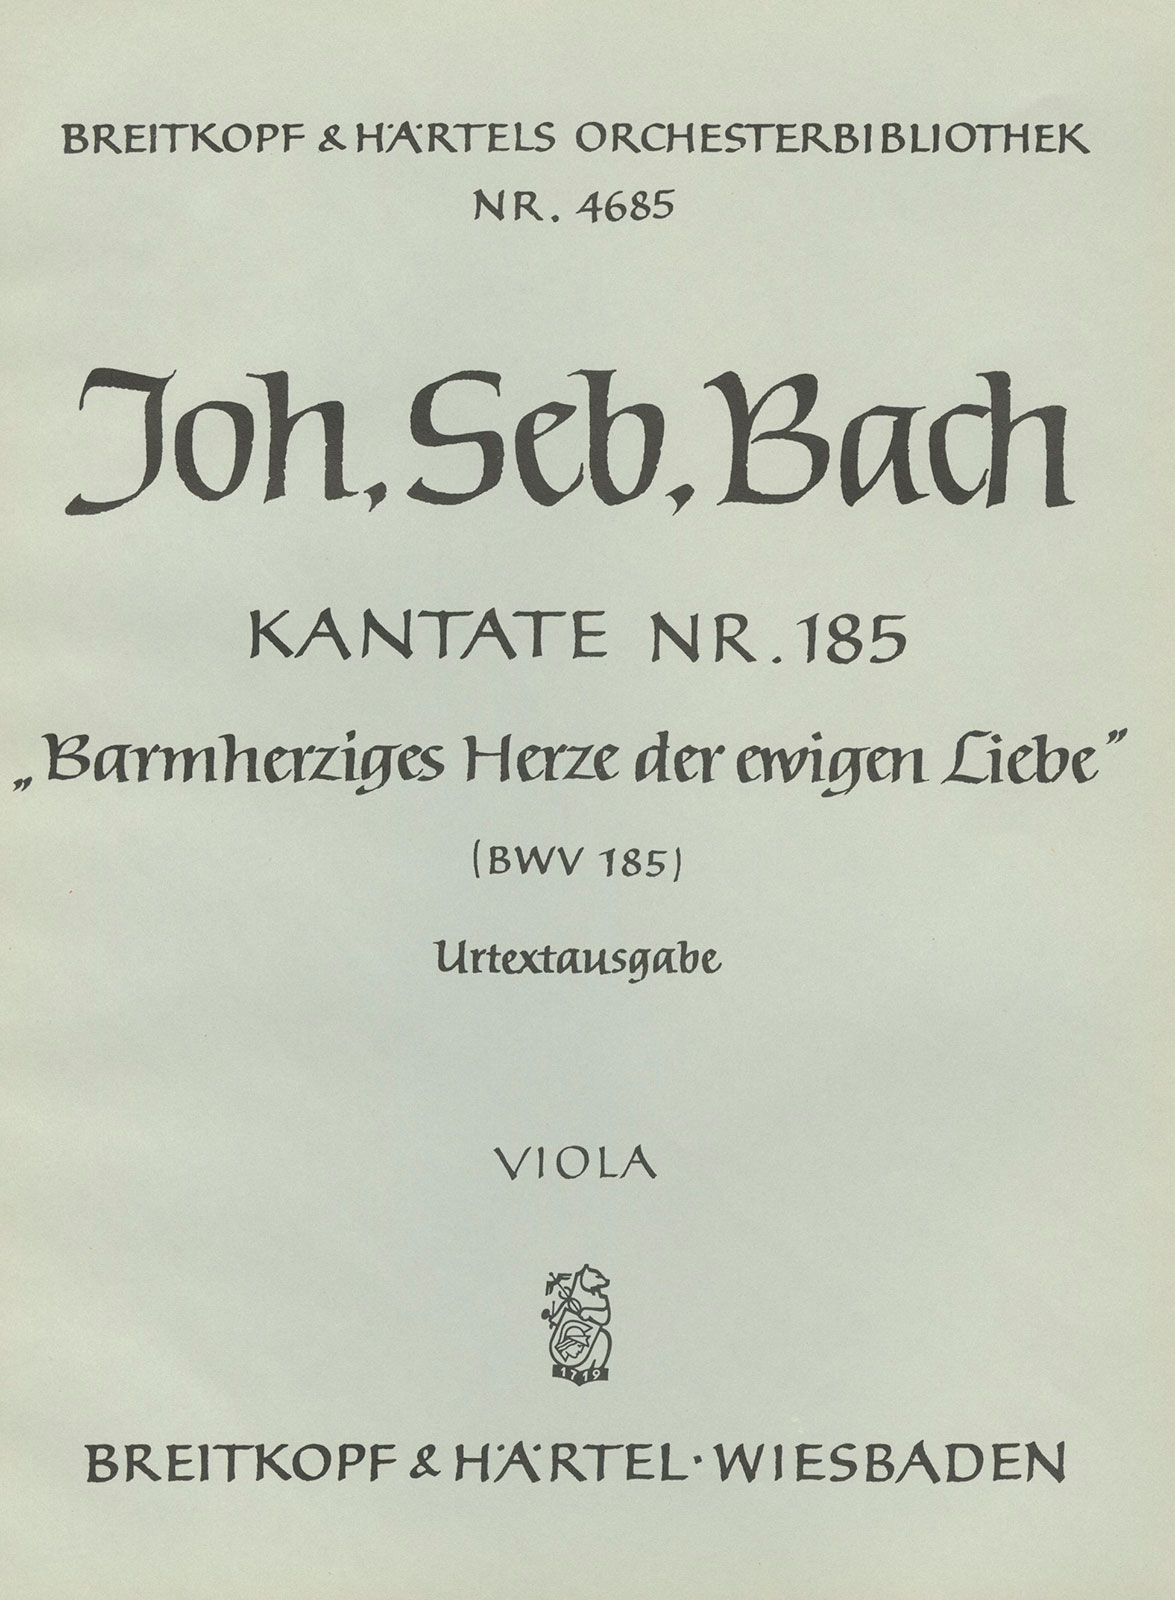 BREITKOPF & HÄRTELS ORCHESTERBIBLIOTHEK
NR. 4685
Joh. Seb. Bach
KANTATE NR. 185
„Barmherziges Herze der ewigen Liebe”
(BWV 185)
Urtextausgabe
VIOLA
1719
BREITKOPF & HÄRTEL · WIESBADEN